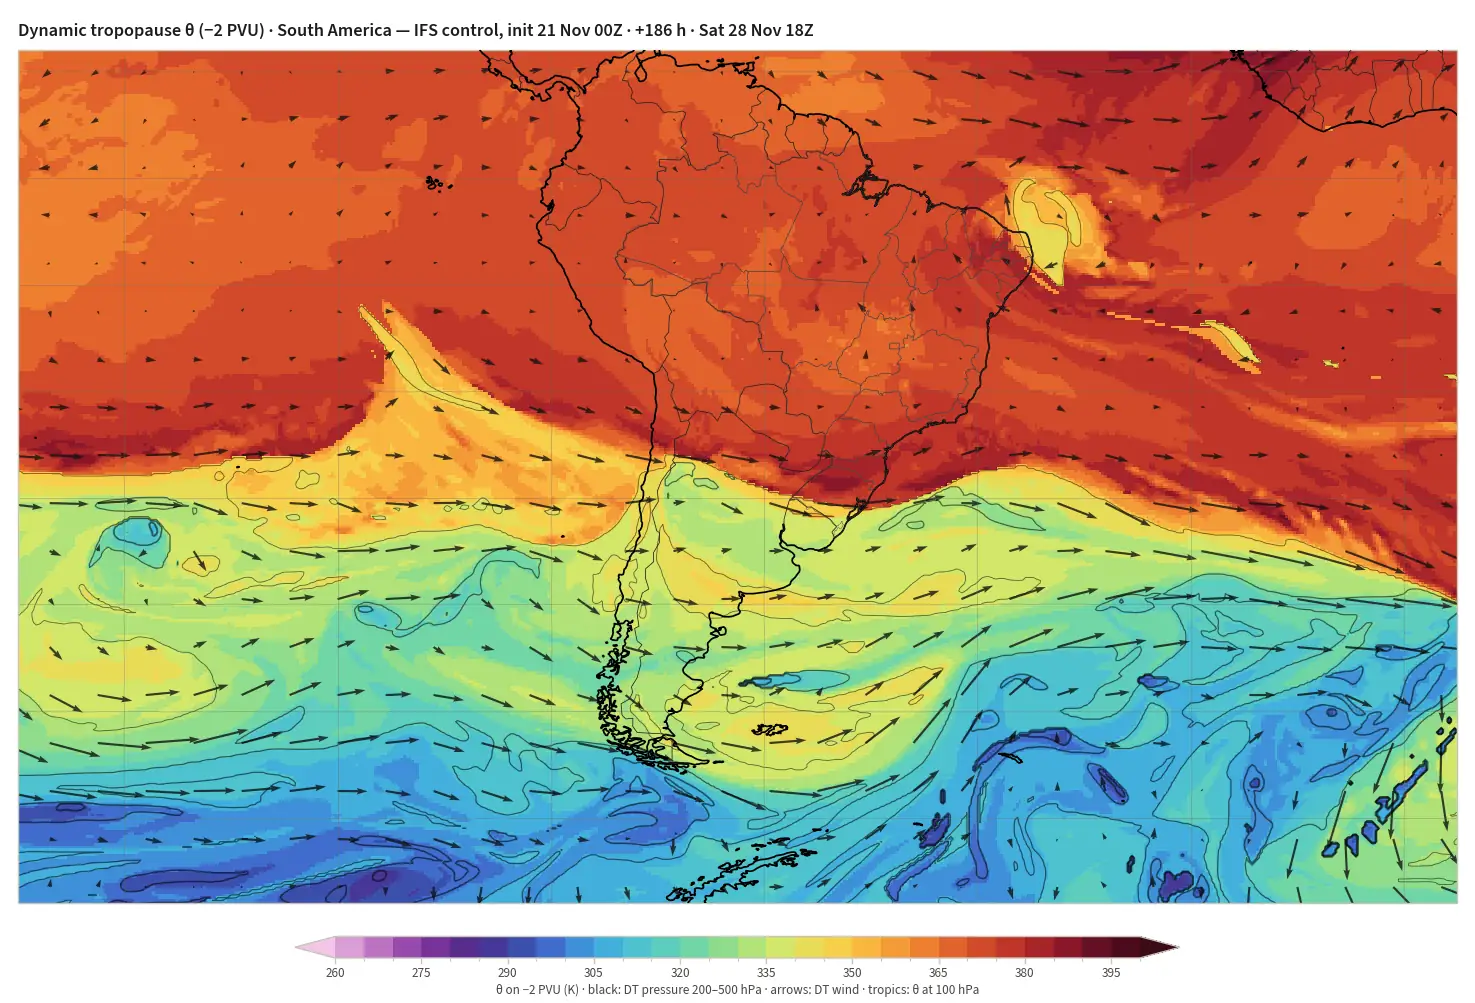 Dynamic tropopause θ (−2 PVU) · South America — IFS control, init 21 Nov 00Z · +186 h · Sat 28 Nov 18Z
260 275 290 305 320 335 350 365 380 395
θ on −2 PVU (K) · black: DT pressure 200–500 hPa · arrows: DT wind · tropics: θ at 100 hPa